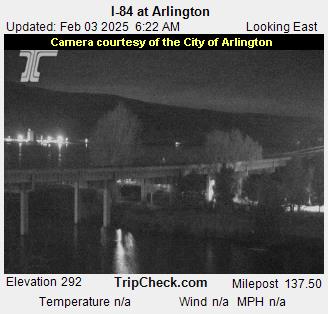 I-84 at Arlington
Updated: Feb 03 2025 6:22 AM Looking East
Camera courtesy of the City of Arlington
Elevation 292 TripCheck.com Milepost 137.50
Temperature n/a Wind n/a MPH n/a